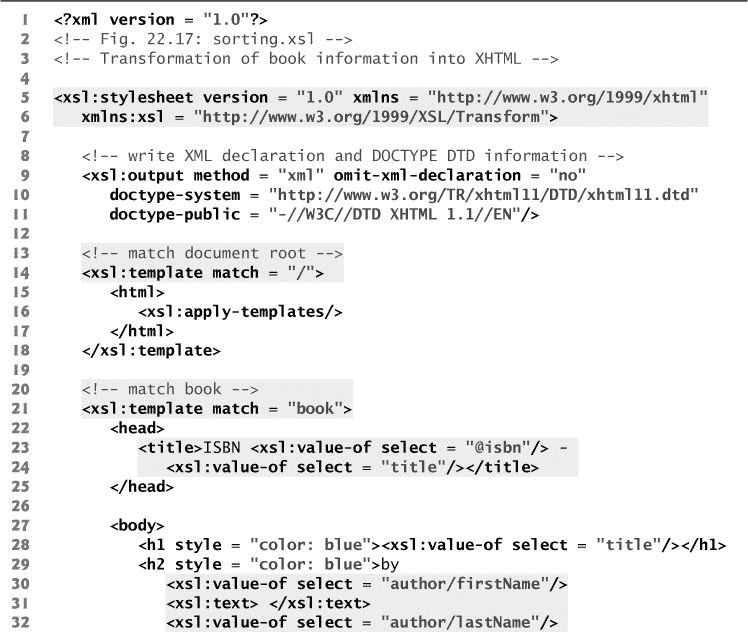 1 <?xml version = "1.0"?>
2 <!-- Fig. 22.17: sorting.xsl -->
3 <!-- Transformation of book information into XHTML -->
4
5 <xsl:stylesheet version = "1.0" xmlns = "http://www.w3.org/1999/xhtml"
6 xmlns:xsl = "http://www.w3.org/1999/XSL/Transform">
7
8 <!-- write XML declaration and DOCTYPE DTD information -->
9 <xsl:output method = "xml" omit-xml-declaration = "no"
10 doctype-system = "http://www.w3.org/TR/xhtml11/DTD/xhtml11.dtd"
11 doctype-public = "-//W3C//DTD XHTML 1.1//EN"/>
12
13 <!-- match document root -->
14 <xsl:template match = "/">
15 <html>
16 <xsl:apply-templates/>
17 </html>
18 </xsl:template>
19
20 <!-- match book -->
21 <xsl:template match = "book">
22 <head>
23 <title>ISBN <xsl:value-of select = "@isbn"/> -
24 <xsl:value-of select = "title"/></title>
25 </head>
26
27 <body>
28 <h1 style = "color: blue"><xsl:value-of select = "title"/></h1>
29 <h2 style = "color: blue">by
30 <xsl:value-of select = "author/firstName"/>
31 <xsl:text> </xsl:text>
32 <xsl:value-of select = "author/lastName"/>